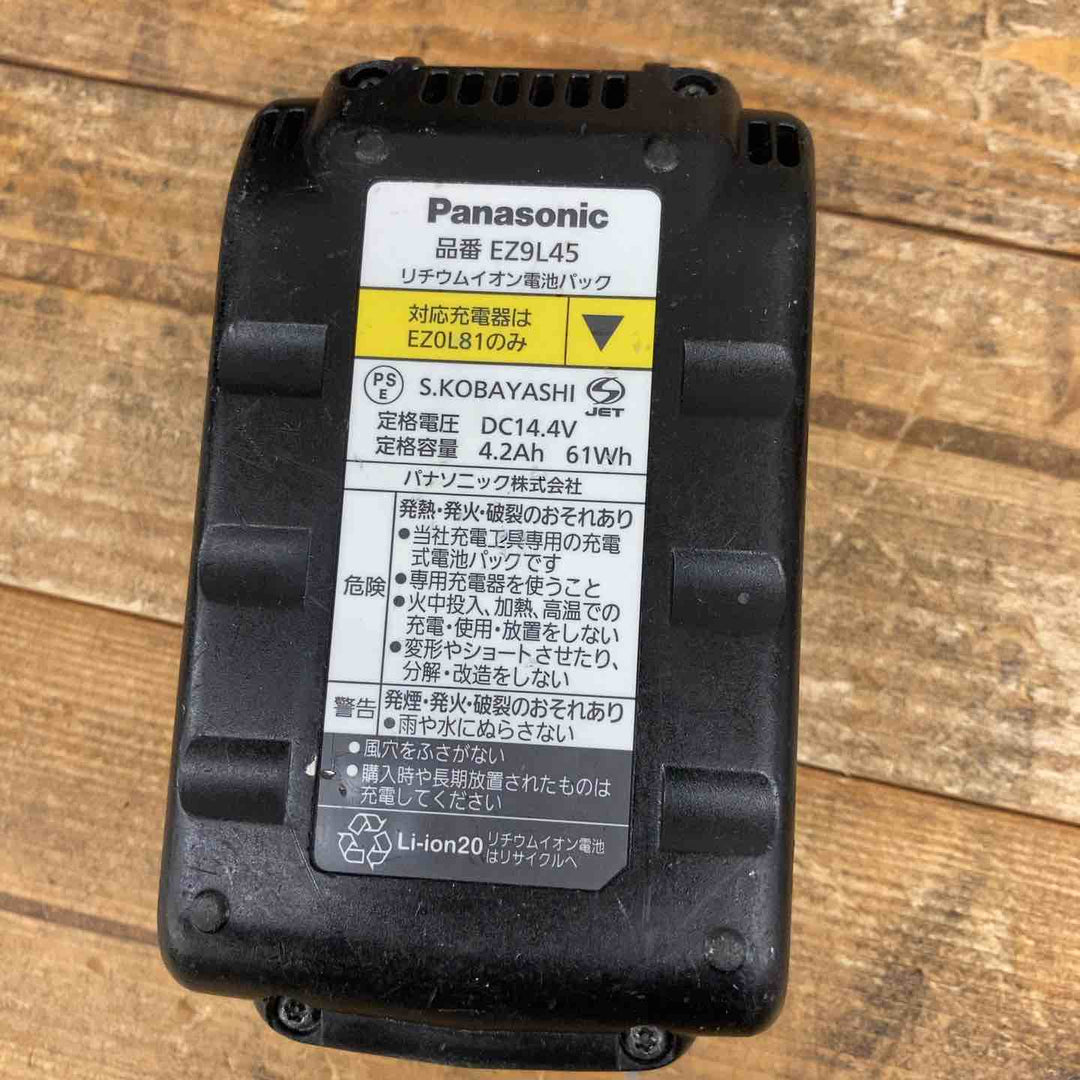 Panasonic
品番 EZ9L45
リチウムイオン電池パック
対応充電器は
EZ0L81のみ
PS
E
S.KOBAYASHI
JET
定格電圧 DC14.4V
定格容量 4.2Ah 61Wh
パナソニック株式会社
危険
発熱・発火・破裂のおそれあり
●当社充電工具専用の充電
式電池パックです
●専用充電器を使うこと
●火中投入、加熱、高温での
充電・使用・放置をしない
●変形やショートさせたり、
分解・改造をしない
警告
発煙・発火・破裂のおそれあり
●雨や水にぬらさない
●風穴をふさがない
●購入時や長期放置されたものは
充電してください
Li-ion20
リチウムイオン電池
はリサイクルへ